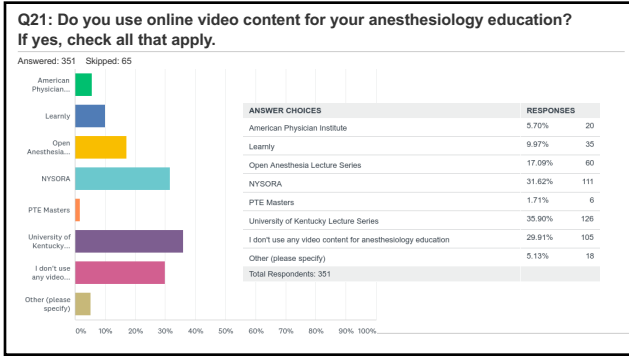 Q21: Do you use online video content for your anesthesiology education?
If yes, check all that apply.
Answered: 351 Skipped: 65
American
Physician...
Learnly
Open
Anesthesia...
NYSORA
PTE Masters
University of
Kentucky...
I don't use
any video...
Other (please
specify)
0% 10% 20% 30% 40% 50% 60% 70% 80% 90% 100%
ANSWER CHOICES RESPONSES
American Physician Institute 5.70% 20
Learnly 9.97% 35
Open Anesthesia Lecture Series 17.09% 60
NYSORA 31.62% 111
PTE Masters 1.71% 6
University of Kentucky Lecture Series 35.90% 126
I don't use any video content for anesthesiology education 29.91% 105
Other (please specify) 5.13% 18
Total Respondents: 351